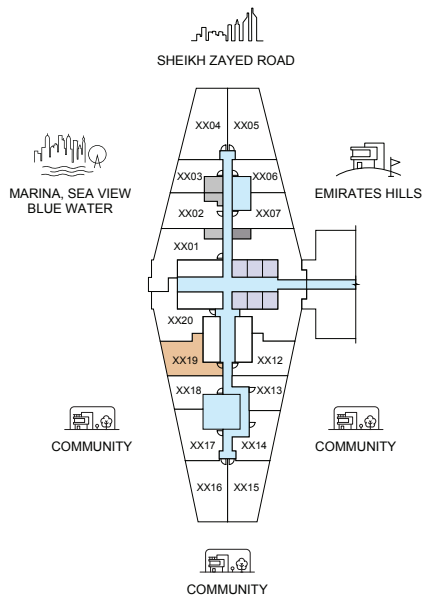 SHEIKH ZAYED ROAD
XX04 XX05
MARINA, SEA VIEW
BLUE WATER
XX03 XX06
EMIRATES HILLS
XX02 XX07
XX01
XX20
XX19 XX12
XX18 XX13
COMMUNITY
COMMUNITY
XX17 XX14
XX16 XX15
COMMUNITY